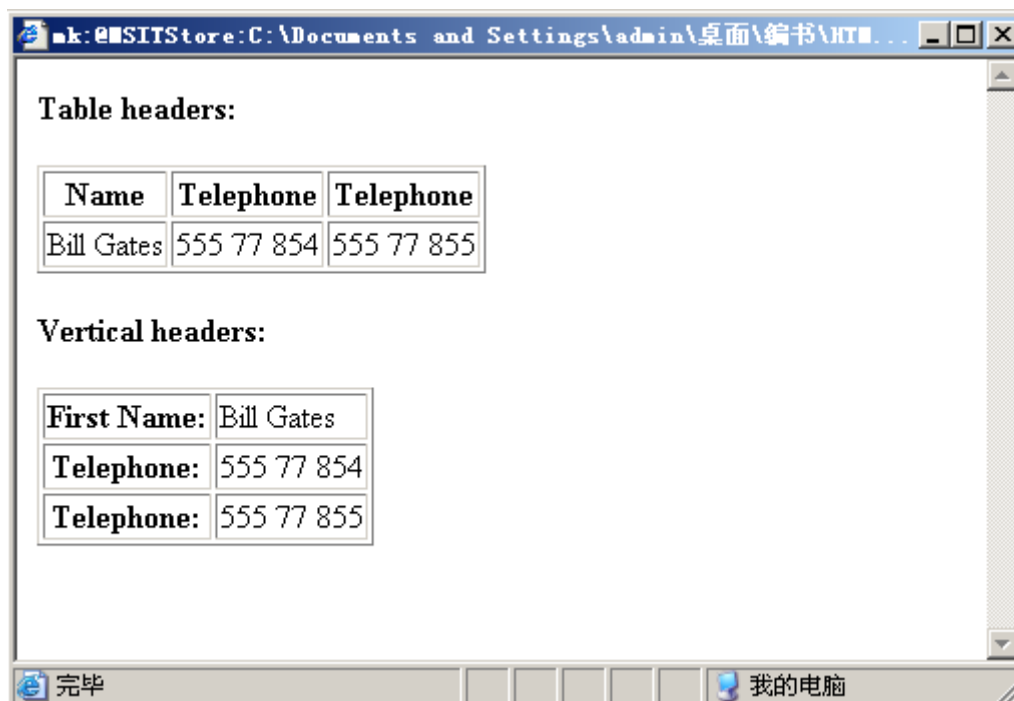 mk:@MSITStore:C:\Documents and Settings\admin\桌面\编书\HTM...
Table headers:
Name Telephone Telephone
Bill Gates 555 77 854 555 77 855
Vertical headers:
First Name: Bill Gates
Telephone: 555 77 854
Telephone: 555 77 855
完毕 我的电脑